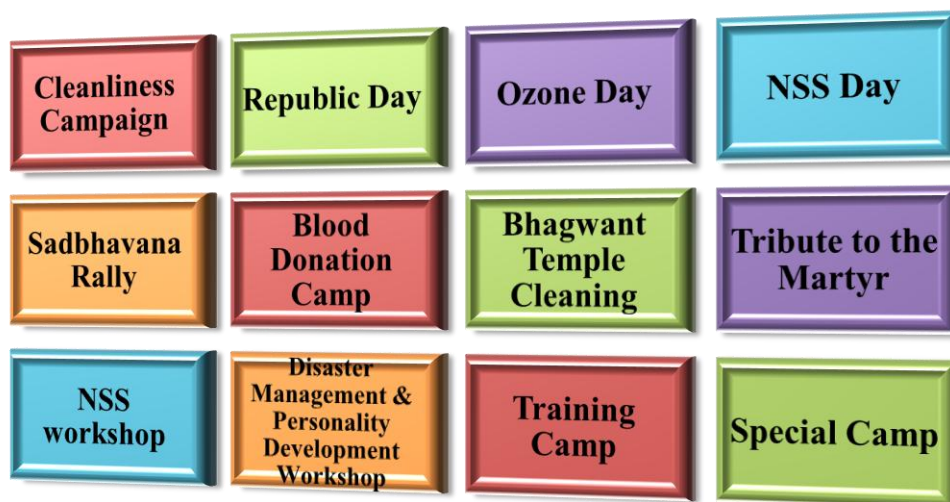 Cleanliness
Campaign
Republic Day
Ozone Day
NSS Day
Sadbhavana
Rally
Blood
Donation
Camp
Bhagwant
Temple
Cleaning
Tribute to the
Martyr
NSS
workshop
Disaster
Management &
Personality
Development
Workshop
Training
Camp
Special Camp